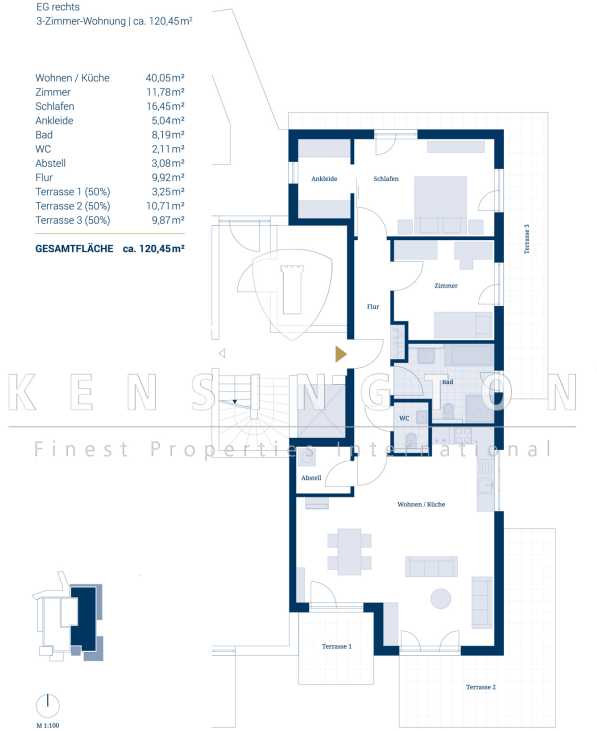 EG rechts
3-Zimmer-Wohnung | ca. 120,45 m²
Wohnen / Küche 40,05 m²
Zimmer 11,78 m²
Schlafen 16,45 m²
Ankleide 5,04 m²
Bad 8,19 m²
WC 2,11 m²
Abstell 3,08 m²
Flur 9,92 m²
Terrasse 1 (50%) 3,25 m²
Terrasse 2 (50%) 10,71 m²
Terrasse 3 (50%) 9,87 m²
GESAMTFLÄCHE ca. 120,45 m²
Ankleide
Schlafen
Terrasse 3
Zimmer
Flur
Bad
KENSINGTON
WC
Finest Properties International
Abstell
Wohnen / Küche
Terrasse 1
Terrasse 2
M 1:100